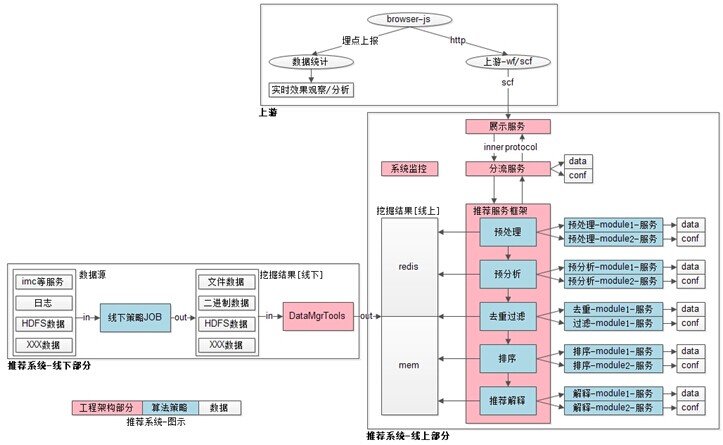 browser-js
埋点上报
http
数据统计
上游-wf/scf
实时效果观察/分析
scf
上游
展示服务
inner protocol
系统监控
分流服务
data
conf
挖掘结果[线上]
推荐服务框架
redis
mem
预处理
预处理-module1-服务
data
预处理-module2-服务
conf
预分析
预分析-module1-服务
data
预分析-module2-服务
conf
去重过滤
去重-module1-服务
data
过滤-module1-服务
conf
排序
排序-module1-服务
data
排序-module2-服务
conf
推荐解释
解释-module1-服务
data
解释-module2-服务
conf
推荐系统-线上部分
数据源
imc等服务
日志
HDFS数据
XXX数据
in
线下策略JOB
out
挖掘结果[线下]
文件数据
二进制数据
HDFS数据
XXX数据
in
DataMgrTools
out
推荐系统-线下部分
工程架构部分
算法策略
数据
推荐系统-图示